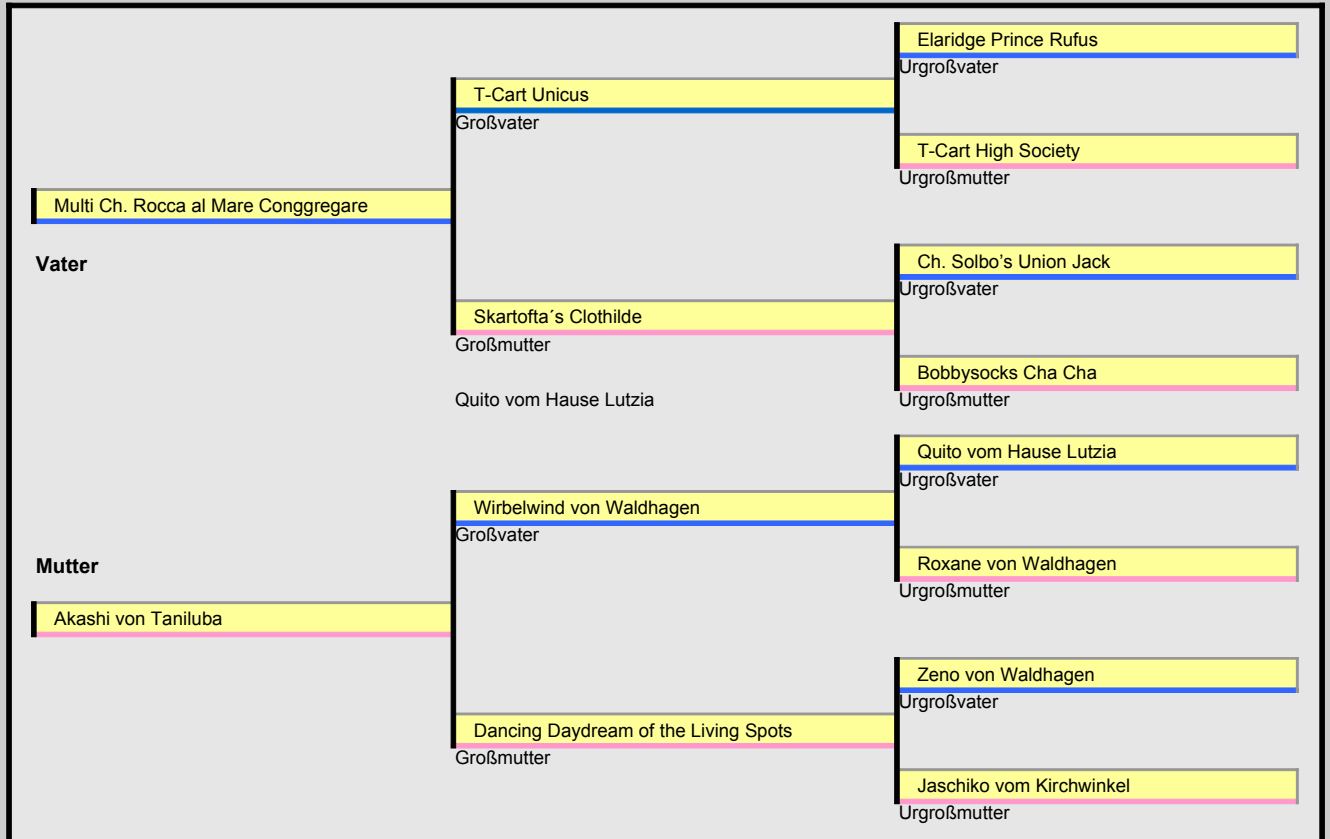 Elaridge Prince Rufus
Urgroßvater
T-Cart Unicus
Großvater
T-Cart High Society
Urgroßmutter
Multi Ch. Rocca al Mare Conggregare
Vater
Ch. Solbo’s Union Jack
Urgroßvater
Skartofta´s Clothilde
Großmutter
Bobbysocks Cha Cha
Urgroßmutter
Quito vom Hause Lutzia
Quito vom Hause Lutzia
Urgroßvater
Wirbelwind von Waldhagen
Großvater
Roxane von Waldhagen
Urgroßmutter
Mutter
Akashi von Taniluba
Zeno von Waldhagen
Urgroßvater
Dancing Daydream of the Living Spots
Großmutter
Jaschiko vom Kirchwinkel
Urgroßmutter